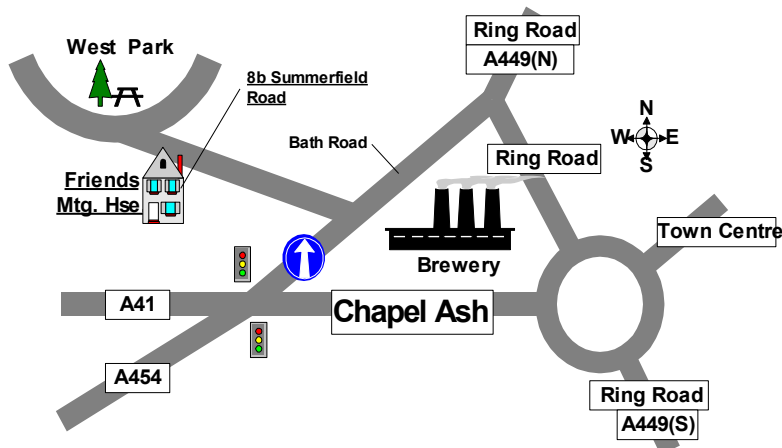 West Park
8b Summerfield
Road
Ring Road
A449(N)
N
W E
S
Bath Road
Ring Road
Friends
Mtg. Hse
Town Centre
Brewery
A41
Chapel Ash
A454
Ring Road
A449(S)